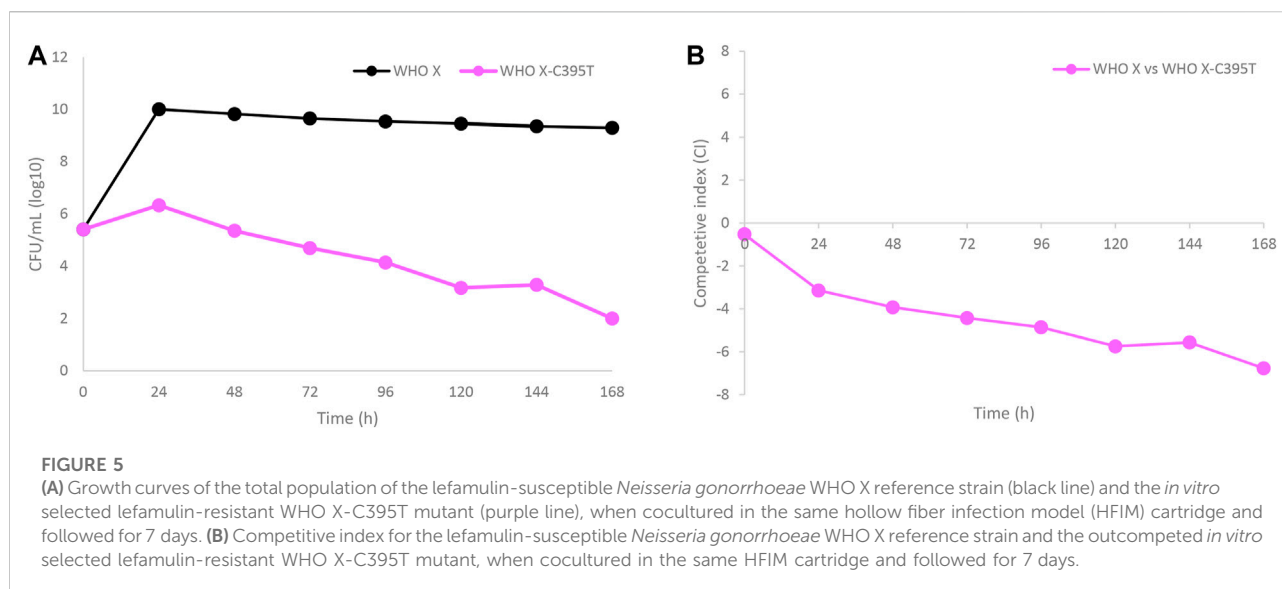 A
12
10
8
6
4
2
0
CFU/mL (log10)
WHO X
WHO X-C395T
0 24 48 72 96 120 144 168
Time (h)
B
8
6
4
2
0
-2
-4
-6
-8
Competetive index (CI)
WHO X vs WHO X-C395T
0 24 48 72 96 120 144 168
Time (h)
FIGURE 5
(A) Growth curves of the total population of the lefamulin-susceptible Neisseria gonorrhoeae WHO X reference strain (black line) and the in vitro
selected lefamulin-resistant WHO X-C395T mutant (purple line), when cocultured in the same hollow fiber infection model (HFIM) cartridge and
followed for 7 days. (B) Competitive index for the lefamulin-susceptible Neisseria gonorrhoeae WHO X reference strain and the outcompeted in vitro
selected lefamulin-resistant WHO X-C395T mutant, when cocultured in the same HFIM cartridge and followed for 7 days.